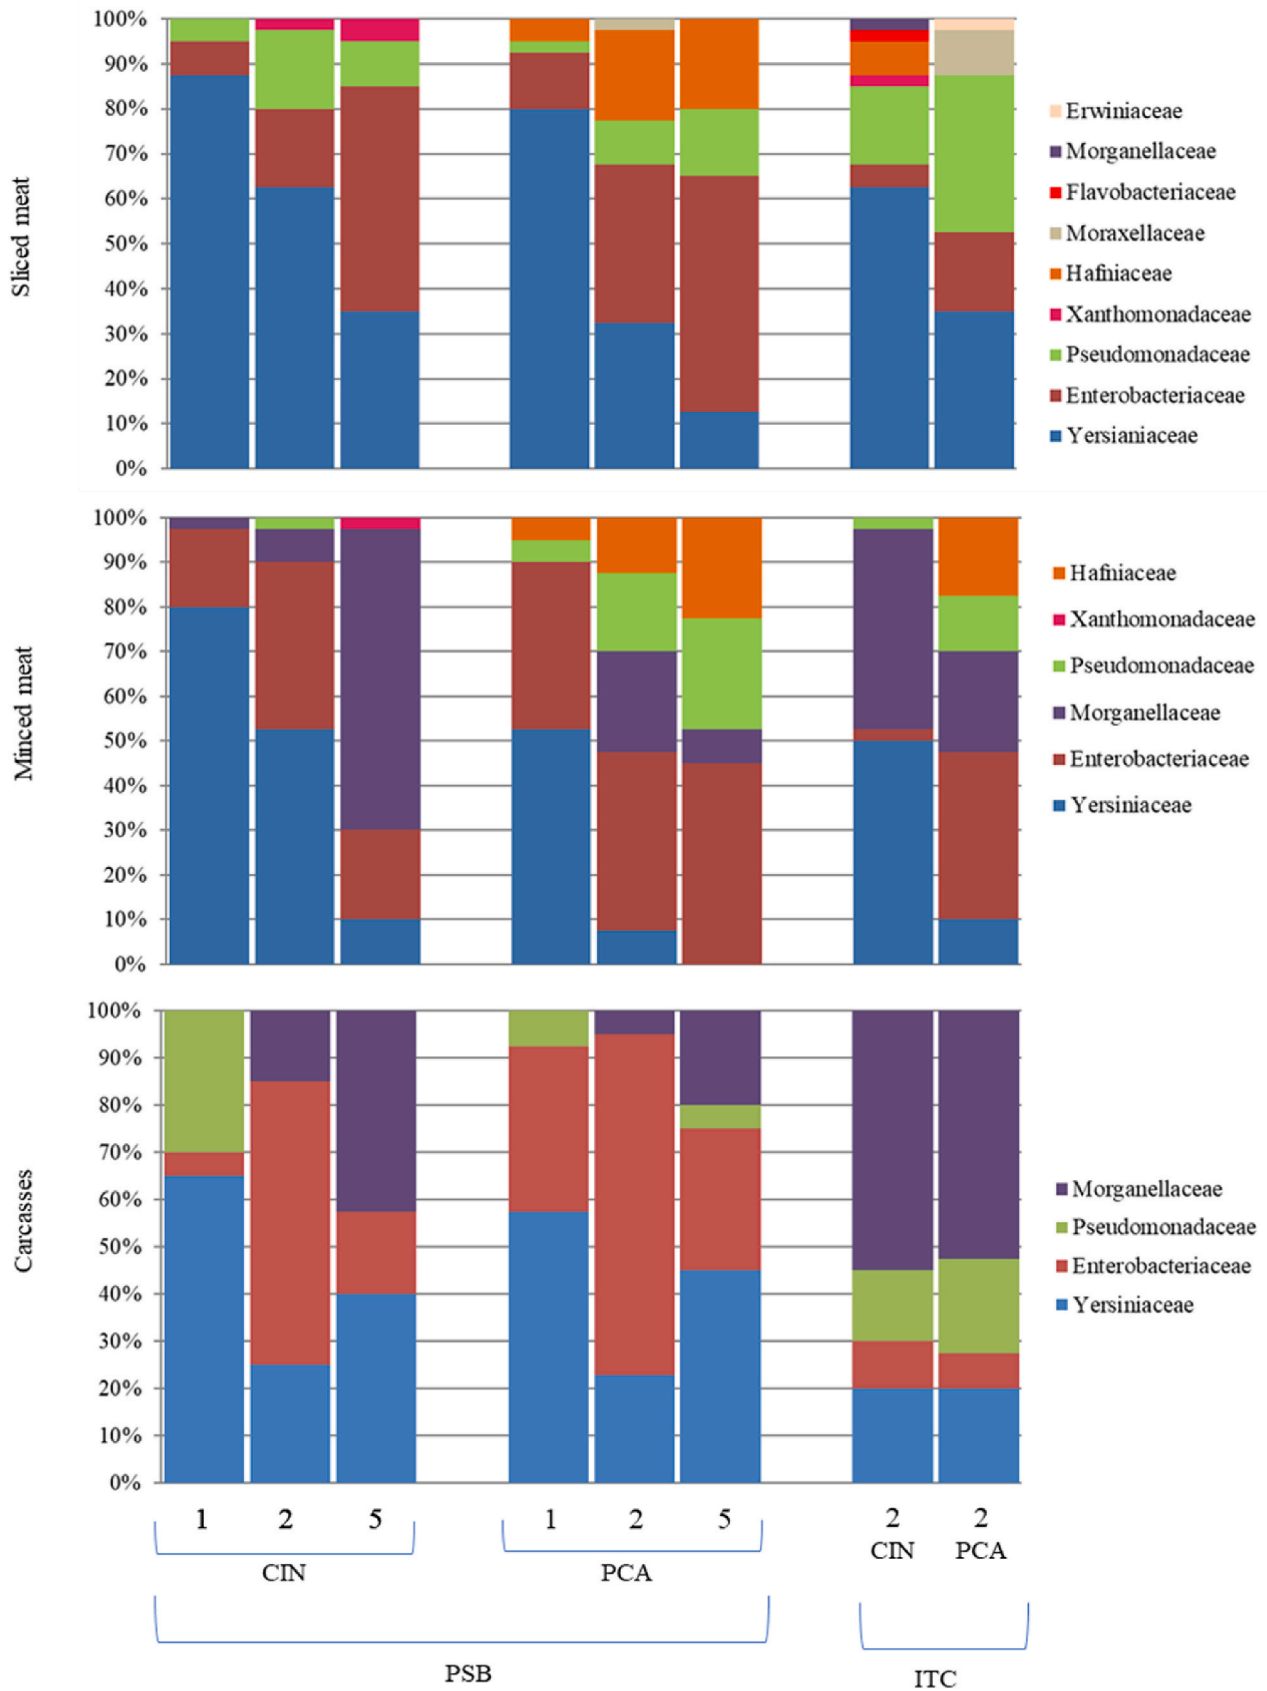 Sliced meat
100%
90%
80%
70%
60%
50%
40%
30%
20%
10%
0%
Erwiniaceae
Morganellaceae
Flavobacteriaceae
Moraxellaceae
Hafniaceae
Xanthomonadaceae
Pseudomonadaceae
Enterobacteriaceae
Yersianiaceae
Minced meat
100%
90%
80%
70%
60%
50%
40%
30%
20%
10%
0%
Hafniaceae
Xanthomonadaceae
Pseudomonadaceae
Morganellaceae
Enterobacteriaceae
Yersiniaceae
Carcasses
100%
90%
80%
70%
60%
50%
40%
30%
20%
10%
0%
Morganellaceae
Pseudomonadaceae
Enterobacteriaceae
Yersiniaceae
1 2 5 1 2 5 2 2
CIN PCA
CIN PCA
PSB ITC